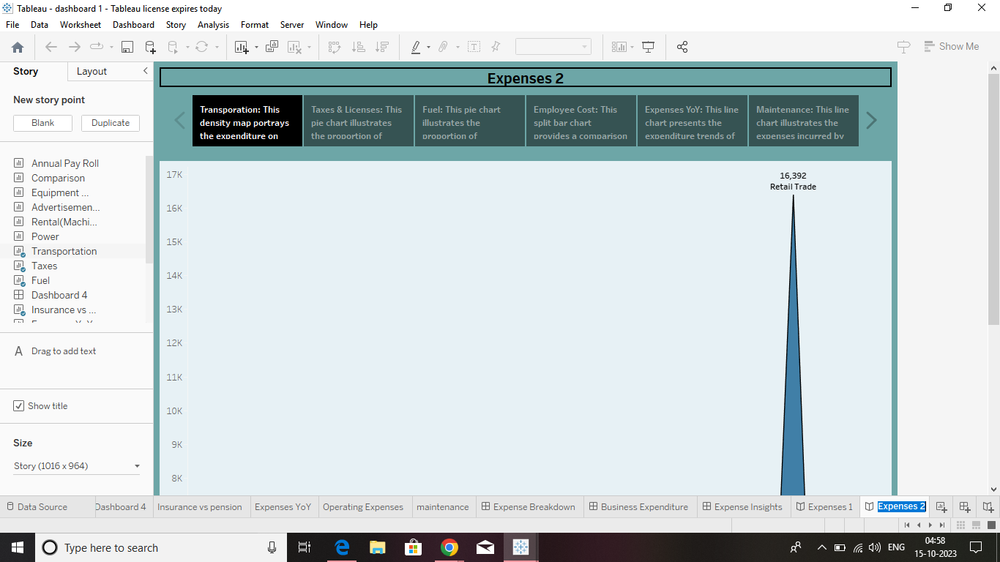 Tableau - dashboard 1 - Tableau license expires today
File Data Worksheet Dashboard Story Analysis Format Server Window Help
Show Me
Story Layout
New story point
Blank Duplicate
Annual Pay Roll
Comparison
Equipment ...
Advertisemen...
Rental(Machi...
Power
Transportation
Taxes
Fuel
Dashboard 4
Insurance vs ...
A Drag to add text
Show title
Size
Story (1016 x 964)
Expenses 2
Transporation: This
density map portrays
the expenditure on
Taxes & Licenses: This
pie chart illustrates
the proportion of
Fuel: This pie chart
illustrates the
proportion of
Employee Cost: This
split bar chart
provides a comparison
Expenses YoY: This line
chart presents the
expenditure trends of
Maintenance: This line
chart illustrates the
expenses incurred by
17K
16K
15K
14K
13K
12K
11K
10K
9K
8K
16,392
Retail Trade
Data Source Dashboard 4 Insurance vs pension Expenses YoY Operating Expenses maintenance Expense Breakdown Business Expenditure Expense Insights Expenses 1 Expenses 2
Type here to search
ENG
04:58
15-10-2023